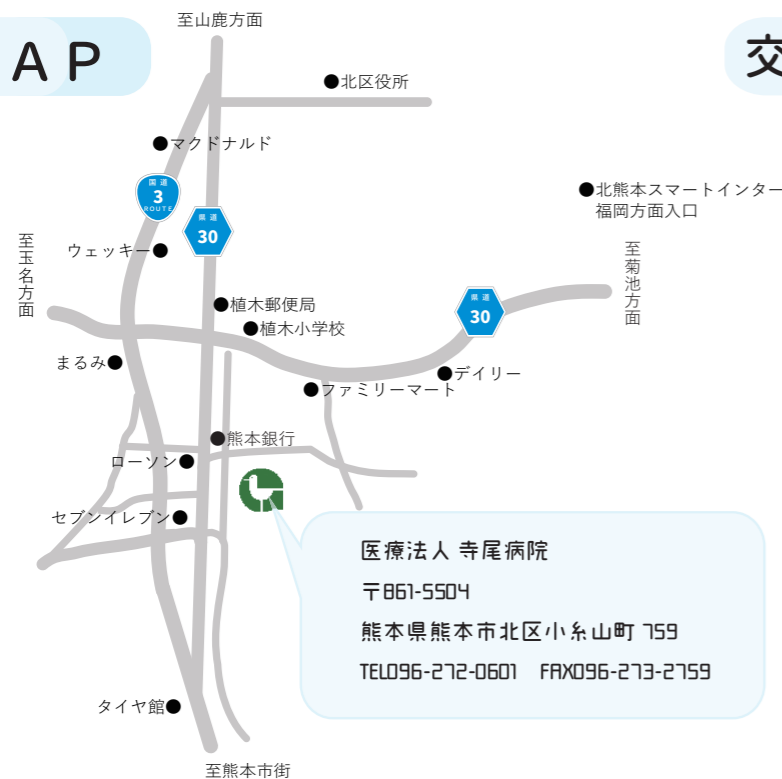 至山鹿方面
AP
交
北区役所
マクドナルド
国道
3
ROUTE
県道
30
北熊本スマートインター
福岡方面入口
至玉名方面
ウェッキー
至菊池方面
植木郵便局
県道
30
植木小学校
まるみ
デイリー
ファミリーマート
熊本銀行
ローソン
セブンイレブン
医療法人 寺尾病院
〒861-5504
熊本県熊本市北区小糸山町 759
TEL096-272-0601 FAX096-273-2759
タイヤ館
至熊本市街